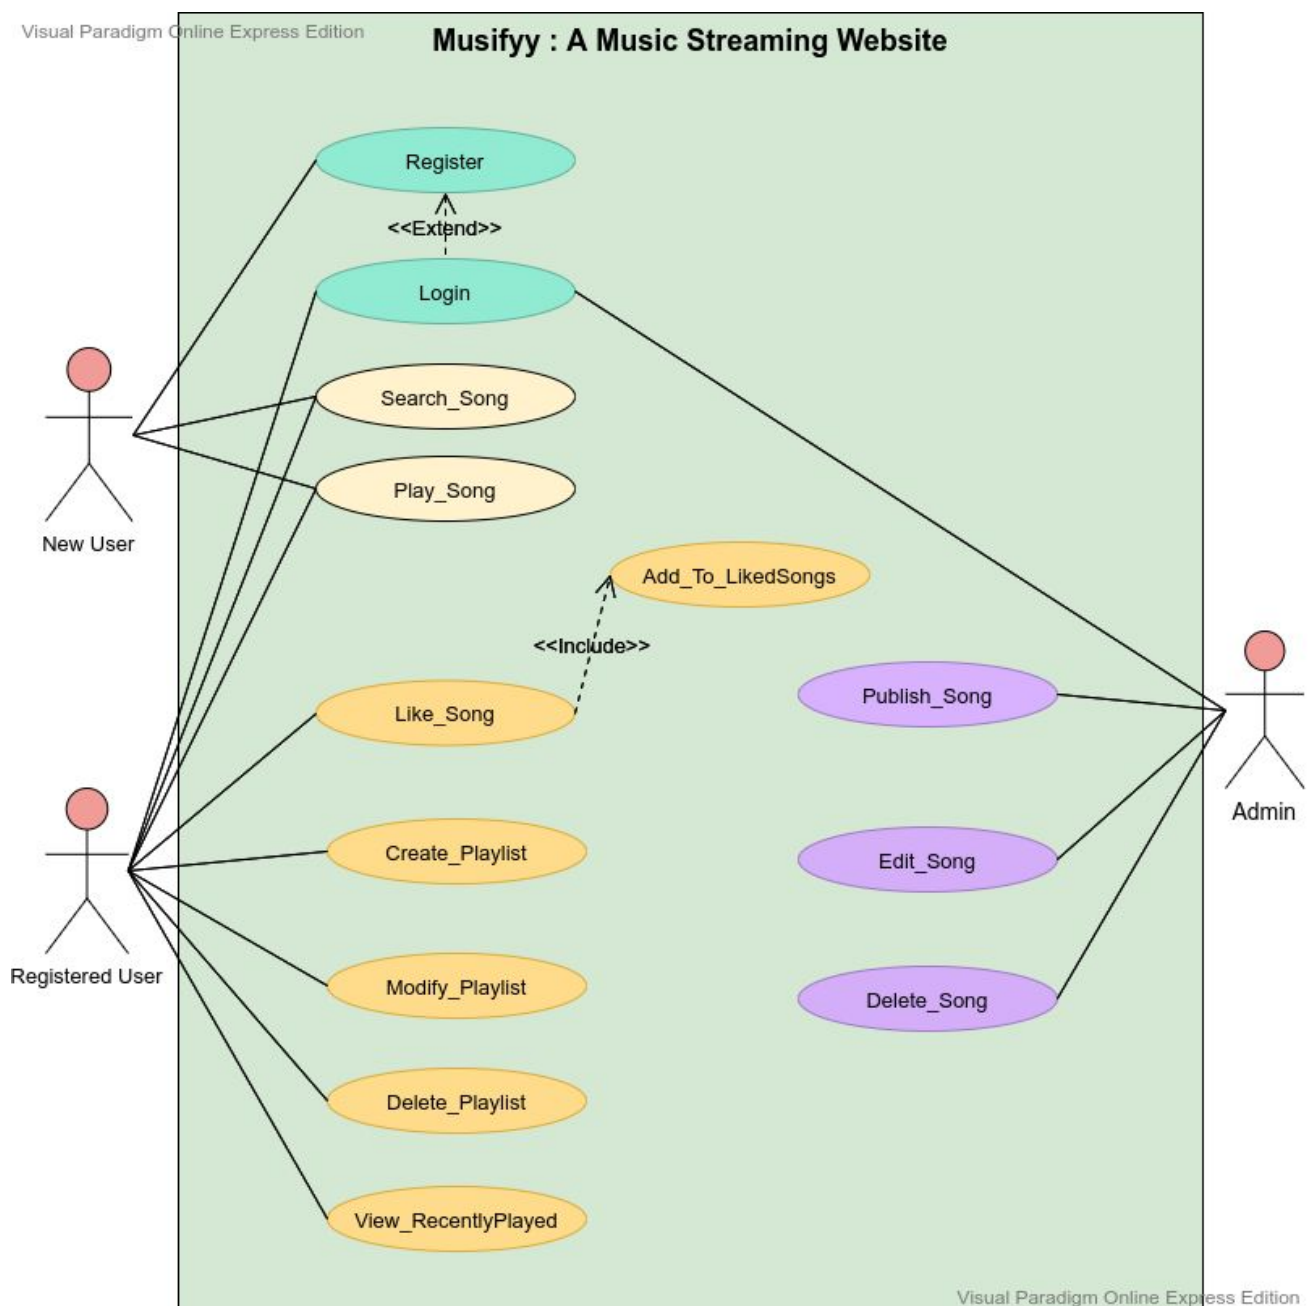 Visual Paradigm Online Express Edition
Musifyy : A Music Streaming Website
Register
<<Extend>>
Login
Search_Song
Play_Song
New User
Add_To_LikedSongs
<<Include>>
Publish_Song
Like_Song
Admin
Create_Playlist
Edit_Song
Registered User
Modify_Playlist
Delete_Song
Delete_Playlist
View_RecentlyPlayed
Visual Paradigm Online Express Edition